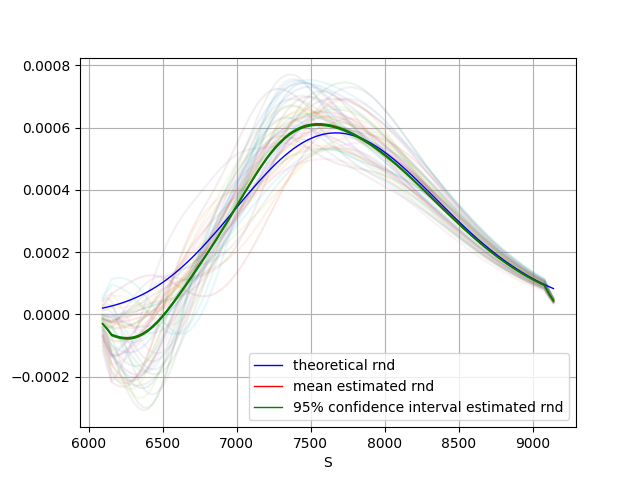 0.0008
0.0006
0.0004
0.0002
0.0000
−0.0002
theoretical rnd
mean estimated rnd
95% confidence interval estimated rnd
6000 6500 7000 7500 8000 8500 9000
S